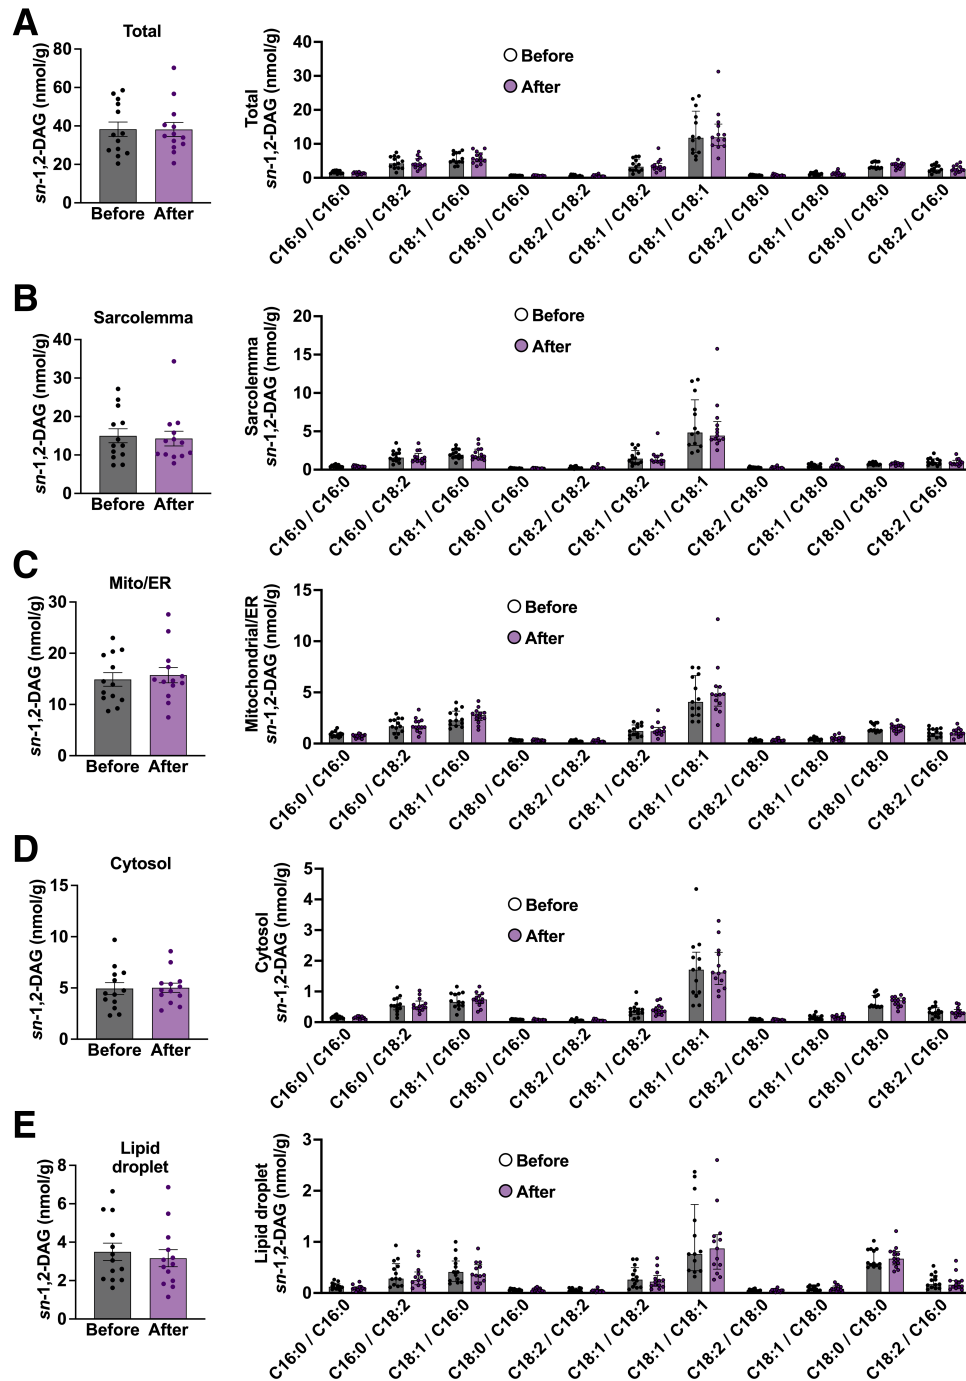 A
Total
sn-1,2-DAG (nmol/g)
80
60
40
20
0
Before After
Total
sn-1,2-DAG (nmol/g)
40
30
20
10
0
Before
After
C16:0 / C16:0
C16:0 / C18:2
C18:1 / C16:0
C18:0 / C16:0
C18:2 / C18:2
C18:1 / C18:2
C18:1 / C18:1
C18:2 / C18:0
C18:1 / C18:0
C18:0 / C18:0
C18:2 / C16:0
B
Sarcolemma
sn-1,2-DAG (nmol/g)
40
30
20
10
0
Before After
Sarcolemma
sn-1,2-DAG (nmol/g)
20
15
10
5
0
Before
After
C16:0 / C16:0
C16:0 / C18:2
C18:1 / C16:0
C18:0 / C16:0
C18:2 / C18:2
C18:1 / C18:2
C18:1 / C18:1
C18:2 / C18:0
C18:1 / C18:0
C18:0 / C18:0
C18:2 / C16:0
C
Mito/ER
sn-1,2-DAG (nmol/g)
30
20
10
0
Before After
Mitochondrial/ER
sn-1,2-DAG (nmol/g)
15
10
5
0
Before
After
C16:0 / C16:0
C16:0 / C18:2
C18:1 / C16:0
C18:0 / C16:0
C18:2 / C18:2
C18:1 / C18:2
C18:1 / C18:1
C18:2 / C18:0
C18:1 / C18:0
C18:0 / C18:0
C18:2 / C16:0
D
Cytosol
sn-1,2-DAG (nmol/g)
15
10
5
0
Before After
Cytosol
sn-1,2-DAG (nmol/g)
5
4
3
2
1
0
Before
After
C16:0 / C16:0
C16:0 / C18:2
C18:1 / C16:0
C18:0 / C16:0
C18:2 / C18:2
C18:1 / C18:2
C18:1 / C18:1
C18:2 / C18:0
C18:1 / C18:0
C18:0 / C18:0
C18:2 / C16:0
E
Lipid
droplet
sn-1,2-DAG (nmol/g)
8
6
4
2
0
Before After
Lipid droplet
sn-1,2-DAG (nmol/g)
3
2
1
0
Before
After
C16:0 / C16:0
C16:0 / C18:2
C18:1 / C16:0
C18:0 / C16:0
C18:2 / C18:2
C18:1 / C18:2
C18:1 / C18:1
C18:2 / C18:0
C18:1 / C18:0
C18:0 / C18:0
C18:2 / C16:0